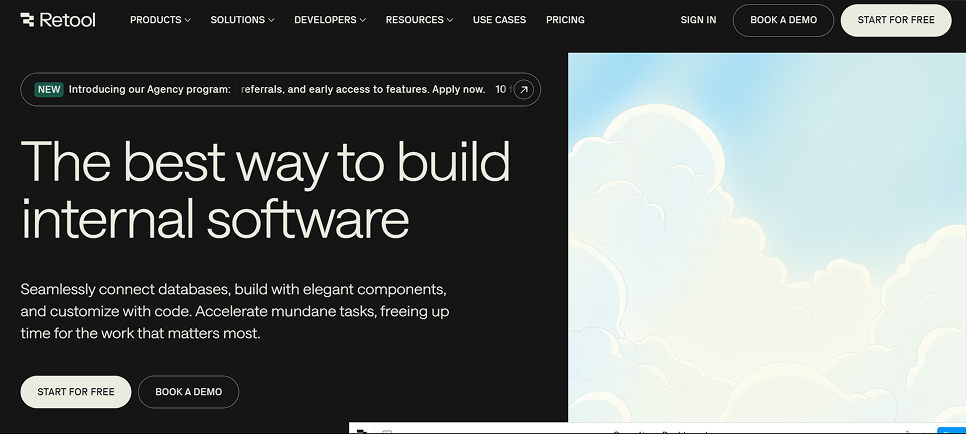 Retool
PRODUCTS
SOLUTIONS
DEVELOPERS
RESOURCES
USE CASES
PRICING
SIGN IN
BOOK A DEMO
START FOR FREE
NEW Introducing our Agency program: referrals, and early access to features. Apply now. 10
The best way to build
internal software
Seamlessly connect databases, build with elegant components,
and customize with code. Accelerate mundane tasks, freeing up
time for the work that matters most.
START FOR FREE
BOOK A DEMO